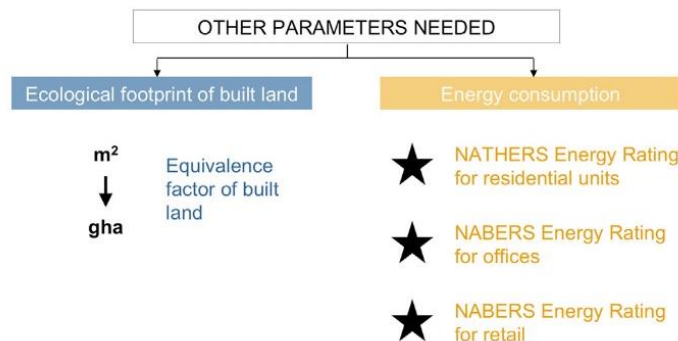 OTHER PARAMETERS NEEDED
Ecological footprint of built land
m²
gha
Equivalence
factor of built
land
Energy consumption
NATHERS Energy Rating
for residential units
NABERS Energy Rating
for offices
NABERS Energy Rating
for retail